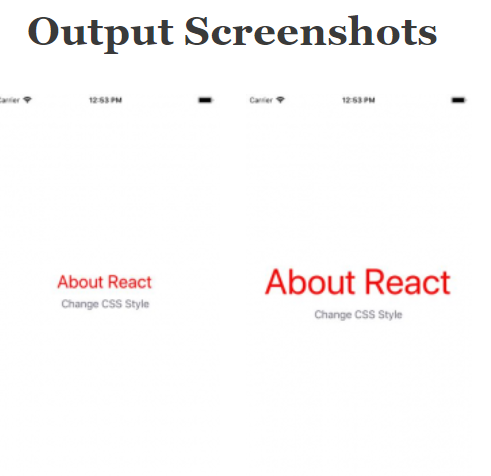 Output Screenshots
Carrier 12:53 PM
Carrier 12:53 PM
About React
Change CSS Style
About React
Change CSS Style